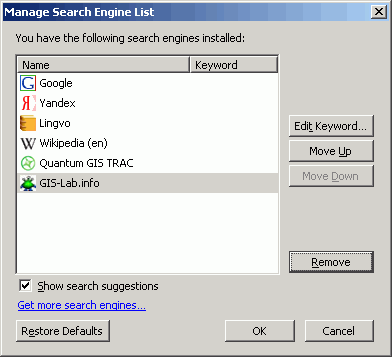 Manage Search Engine List
You have the following search engines installed:
Name Keyword
Google
Yandex
Lingvo
Wikipedia (en)
Quantum GIS TRAC
GIS-Lab.info
Edit Keyword...
Move Up
Move Down
Remove
Show search suggestions
Get more search engines...
Restore Defaults OK Cancel